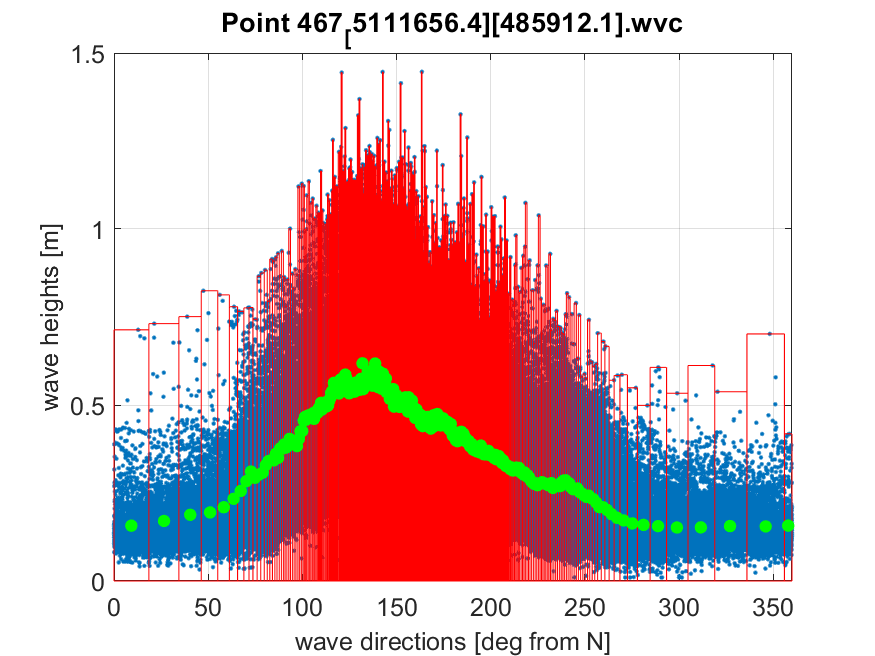 Point 467[5111656.4][485912.1].wvc
1.5
1
0.5
0
wave heights [m]
0 50 100 150 200 250 300 350
wave directions [deg from N]